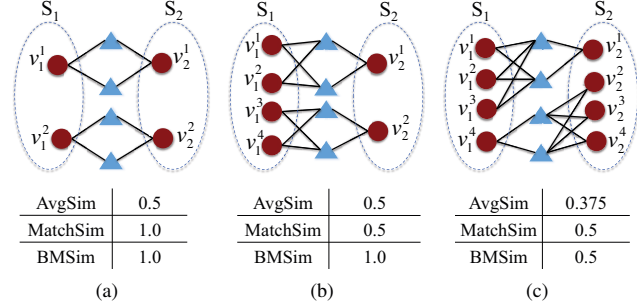 S₁ S₂
v₁¹ v₂¹
v₁² v₂²
AvgSim 0.5
MatchSim 1.0
BMSim 1.0
(a)
S₁ S₂
v₁¹ v₂¹
v₁²
v₁³
v₁⁴ v₂²
AvgSim 0.5
MatchSim 0.5
BMSim 1.0
(b)
S₁ S₂
v₁¹ v₂¹
v₁² v₂²
v₁³ v₂³
v₁⁴ v₂⁴
AvgSim 0.375
MatchSim 0.5
BMSim 0.5
(c)